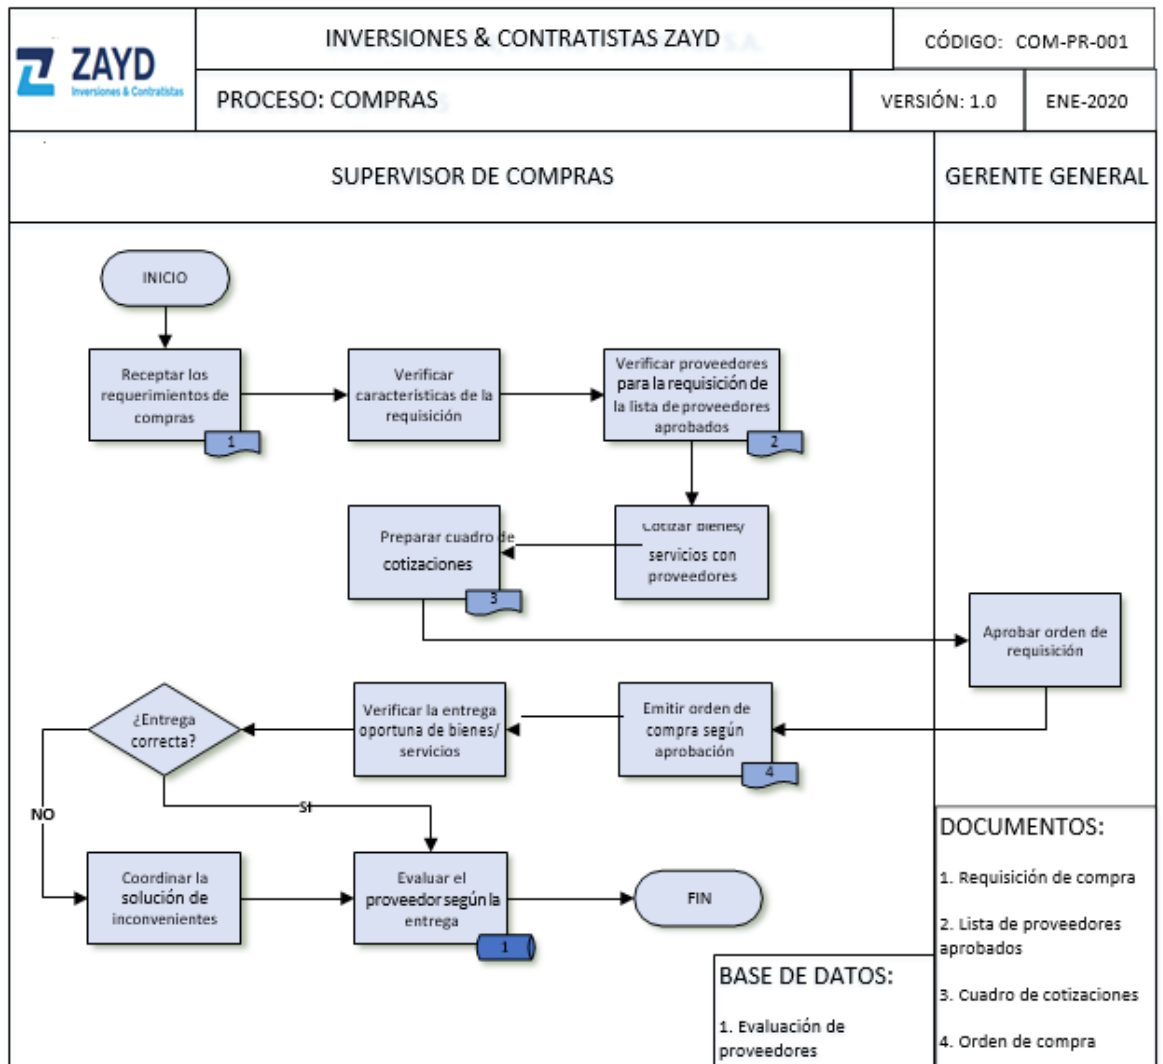 ZAYD
Inversiones & Contratistas
INVERSIONES & CONTRATISTAS ZAYD S.A.
CÓDIGO: COM-PR-001
PROCESO: COMPRAS
VERSIÓN: 1.0
ENE-2020
SUPERVISOR DE COMPRAS
GERENTE GENERAL
INICIO
Receptar los
requerimientos de
compras
1
Verificar
características de la
requisición
Verificar proveedores
para la requisición de
la lista de proveedores
aprobados
2
Preparar cuadro de
cotizaciones
3
Cotizar bienes/
servicios con
proveedores
Aprobar orden de
requisición
¿Entrega
correcta?
Verificar la entrega
oportuna de bienes/
servicios
Emitir orden de
compra según
aprobación
4
SI
NO
Coordinar la
solución de
inconvenientes
Evaluar el
proveedor según la
entrega
1
FIN
BASE DE DATOS:
1. Evaluación de
proveedores
DOCUMENTOS:
1. Requisición de compra
2. Lista de proveedores
aprobados
3. Cuadro de cotizaciones
4. Orden de compra